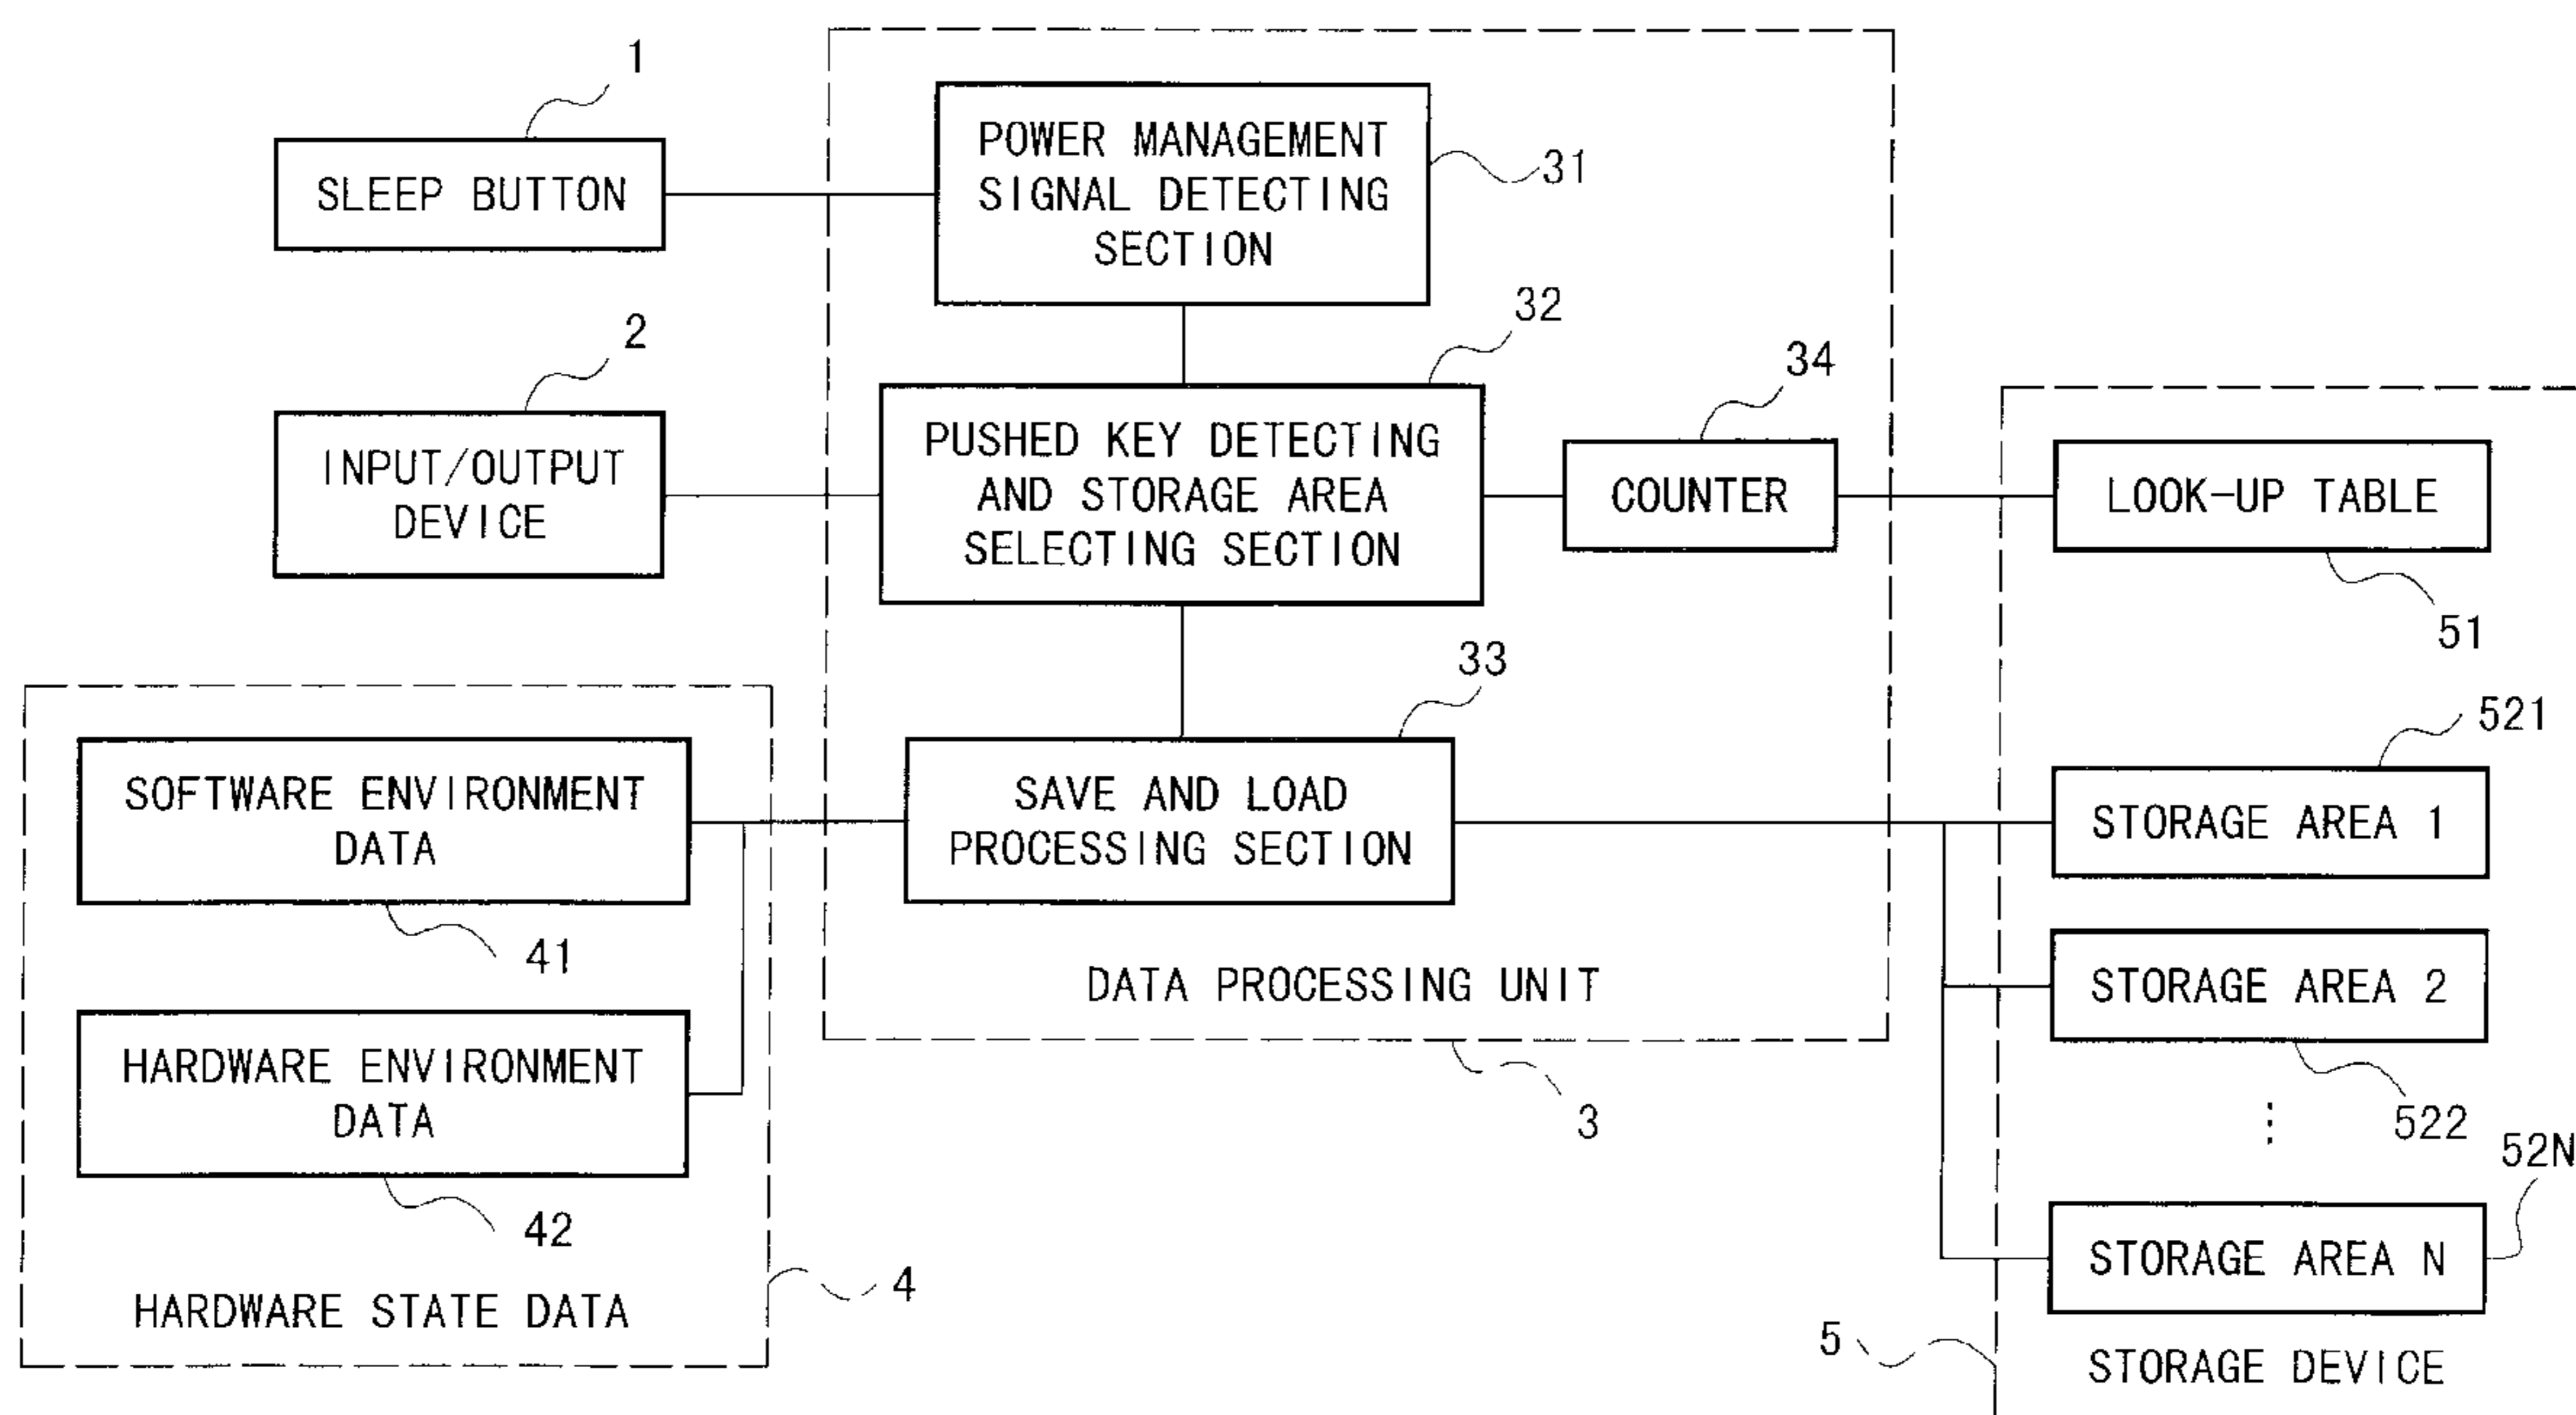 1
SLEEP BUTTON
POWER MANAGEMENT
SIGNAL DETECTING
SECTION
31
2
INPUT/OUTPUT
DEVICE
32
PUSHED KEY DETECTING
AND STORAGE AREA
SELECTING SECTION
34
COUNTER
LOOK-UP TABLE
51
33
SAVE AND LOAD
PROCESSING SECTION
SOFTWARE ENVIRONMENT
DATA
41
HARDWARE ENVIRONMENT
DATA
42
HARDWARE STATE DATA
4
DATA PROCESSING UNIT
3
521
STORAGE AREA 1
STORAGE AREA 2
522
⋮
52N
STORAGE AREA N
5
STORAGE DEVICE